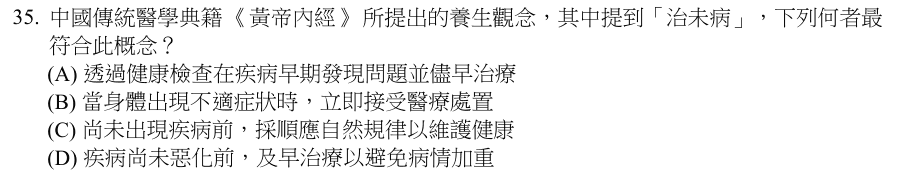 35. 中國傳統醫學典籍《黃帝內經》所提出的養生觀念，其中提到「治未病」，下列何者最
符合此概念？
(A) 透過健康檢查在疾病早期發現問題並儘早治療
(B) 當身體出現不適症狀時，立即接受醫療處置
(C) 尚未出現疾病前，採順應自然規律以維護健康
(D) 疾病尚未惡化前，及早治療以避免病情加重